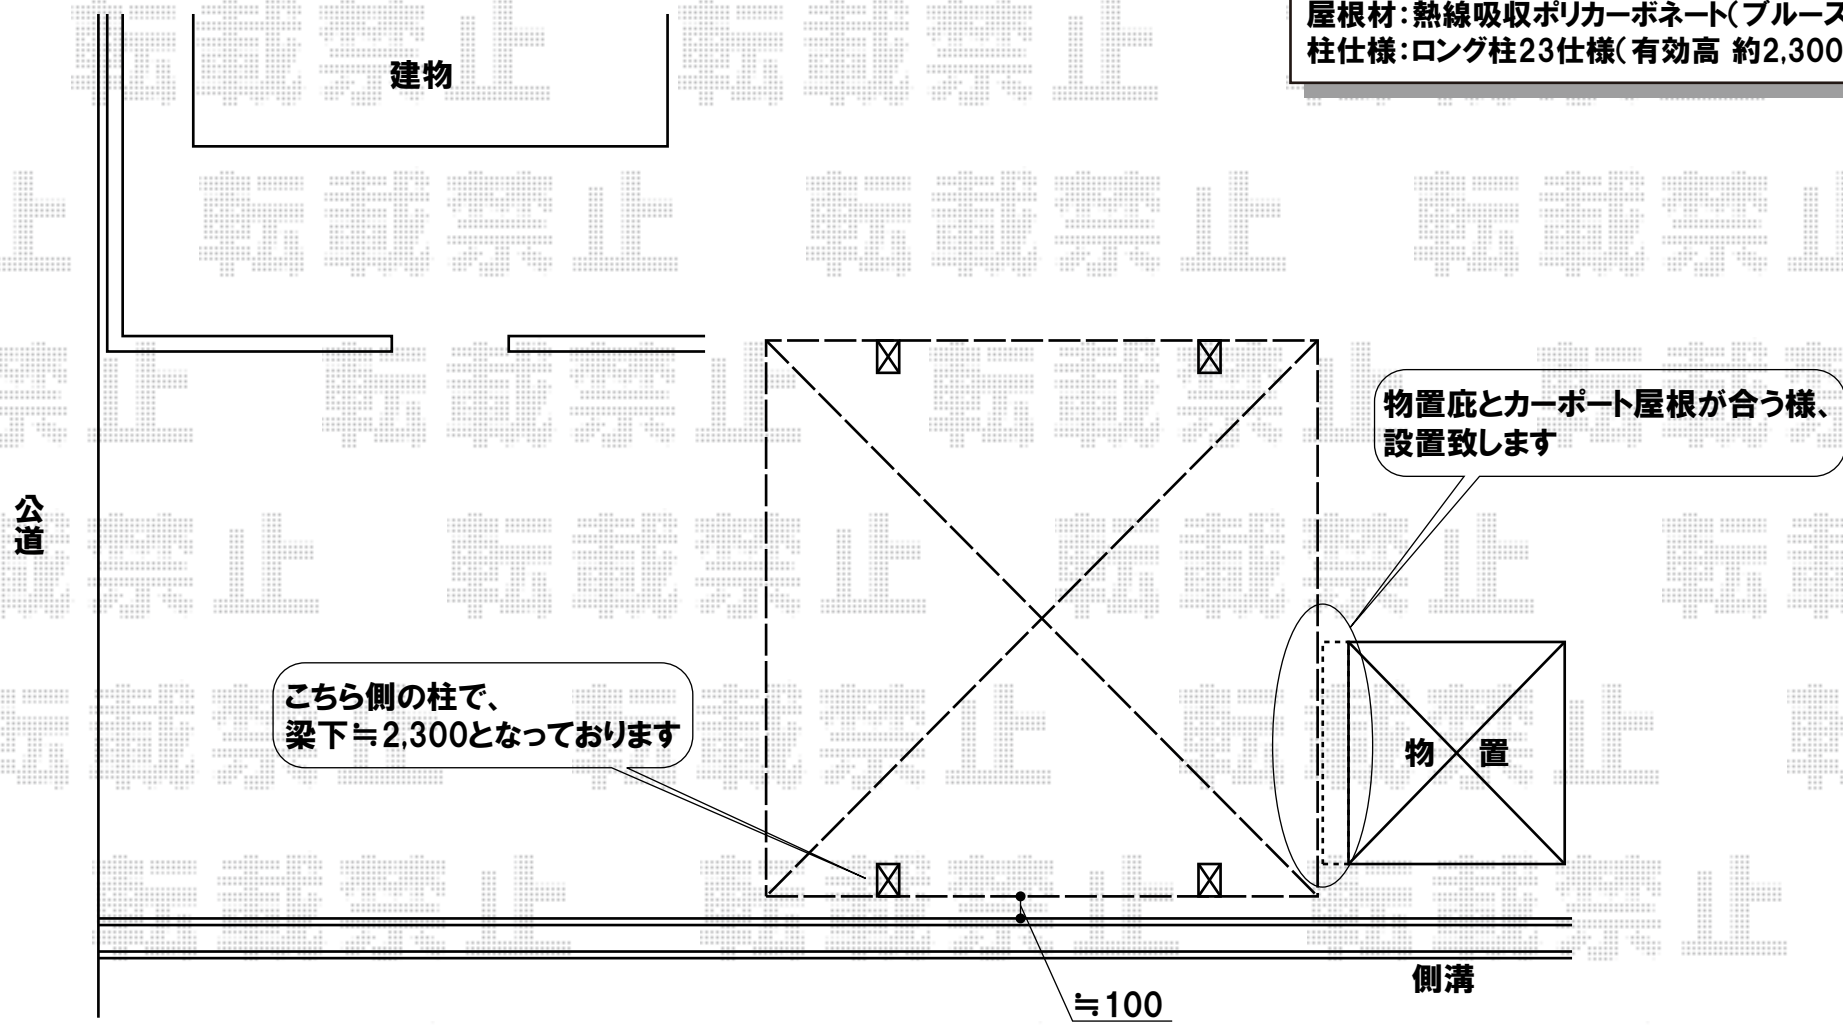 屋根材：熱線吸収ポリカーボネート（ブルース
柱仕様：ロング柱23仕様（有効高 約2,300
建物
物置庇とカーポート屋根が合う様、
設置致します
公道
こちら側の柱で、
梁下≒2,300となっております
物 置
側溝
≒100
転載禁止